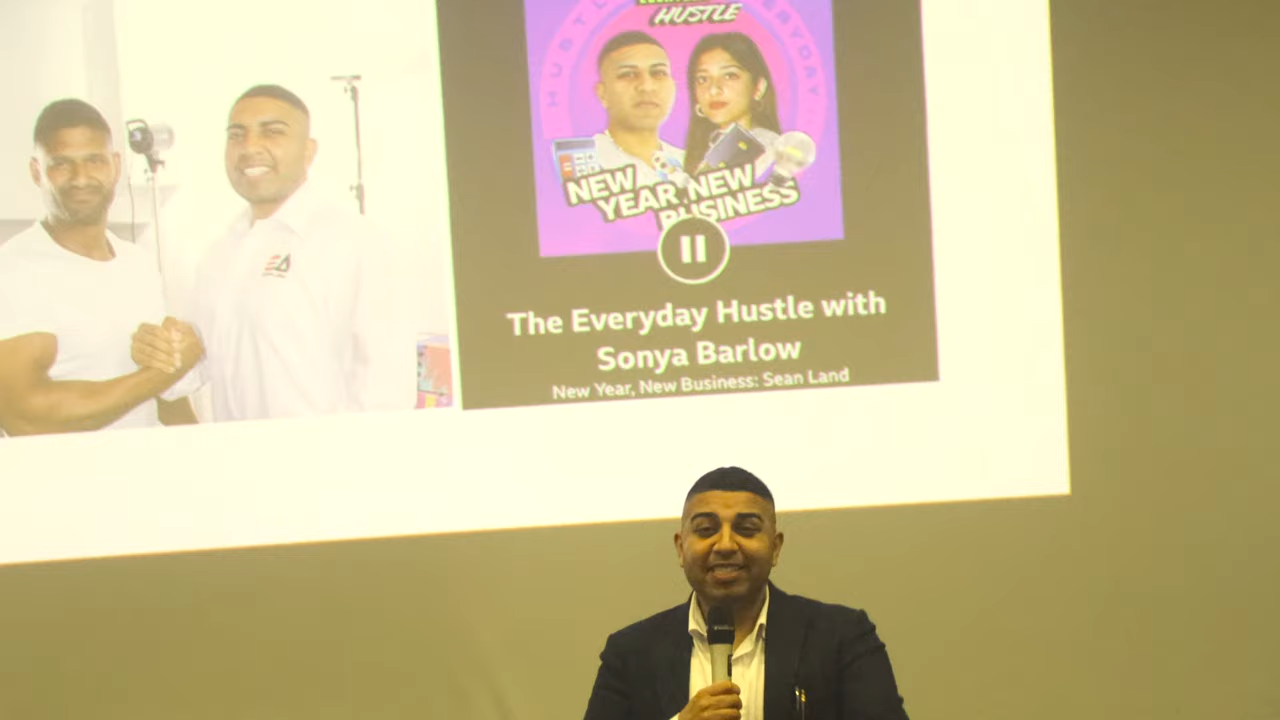 HUSTLE
NEW
YEAR NEW
BUSINESS
The Everyday Hustle with
Sonya Barlow
New Year, New Business: Sean Land